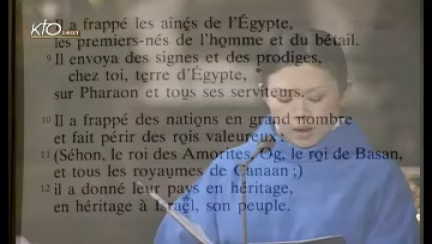 KTO
Il a frappé les aînés de l'Égypte,
les premiers-nés de l'homme et du bétail.
9 Il envoya des signes et des prodiges,
chez toi, terre d'Égypte, *
sur Pharaon et tous ses serviteurs.
10 Il a frappé des nations en grand nombre
et fait périr des rois valeureux :
11 (Séhon, le roi des Amorites, Og, le roi de Basan,
et tous les royaumes de Canaan ;)
12 il a donné leur pays en héritage,
en héritage à Israël, son peuple.